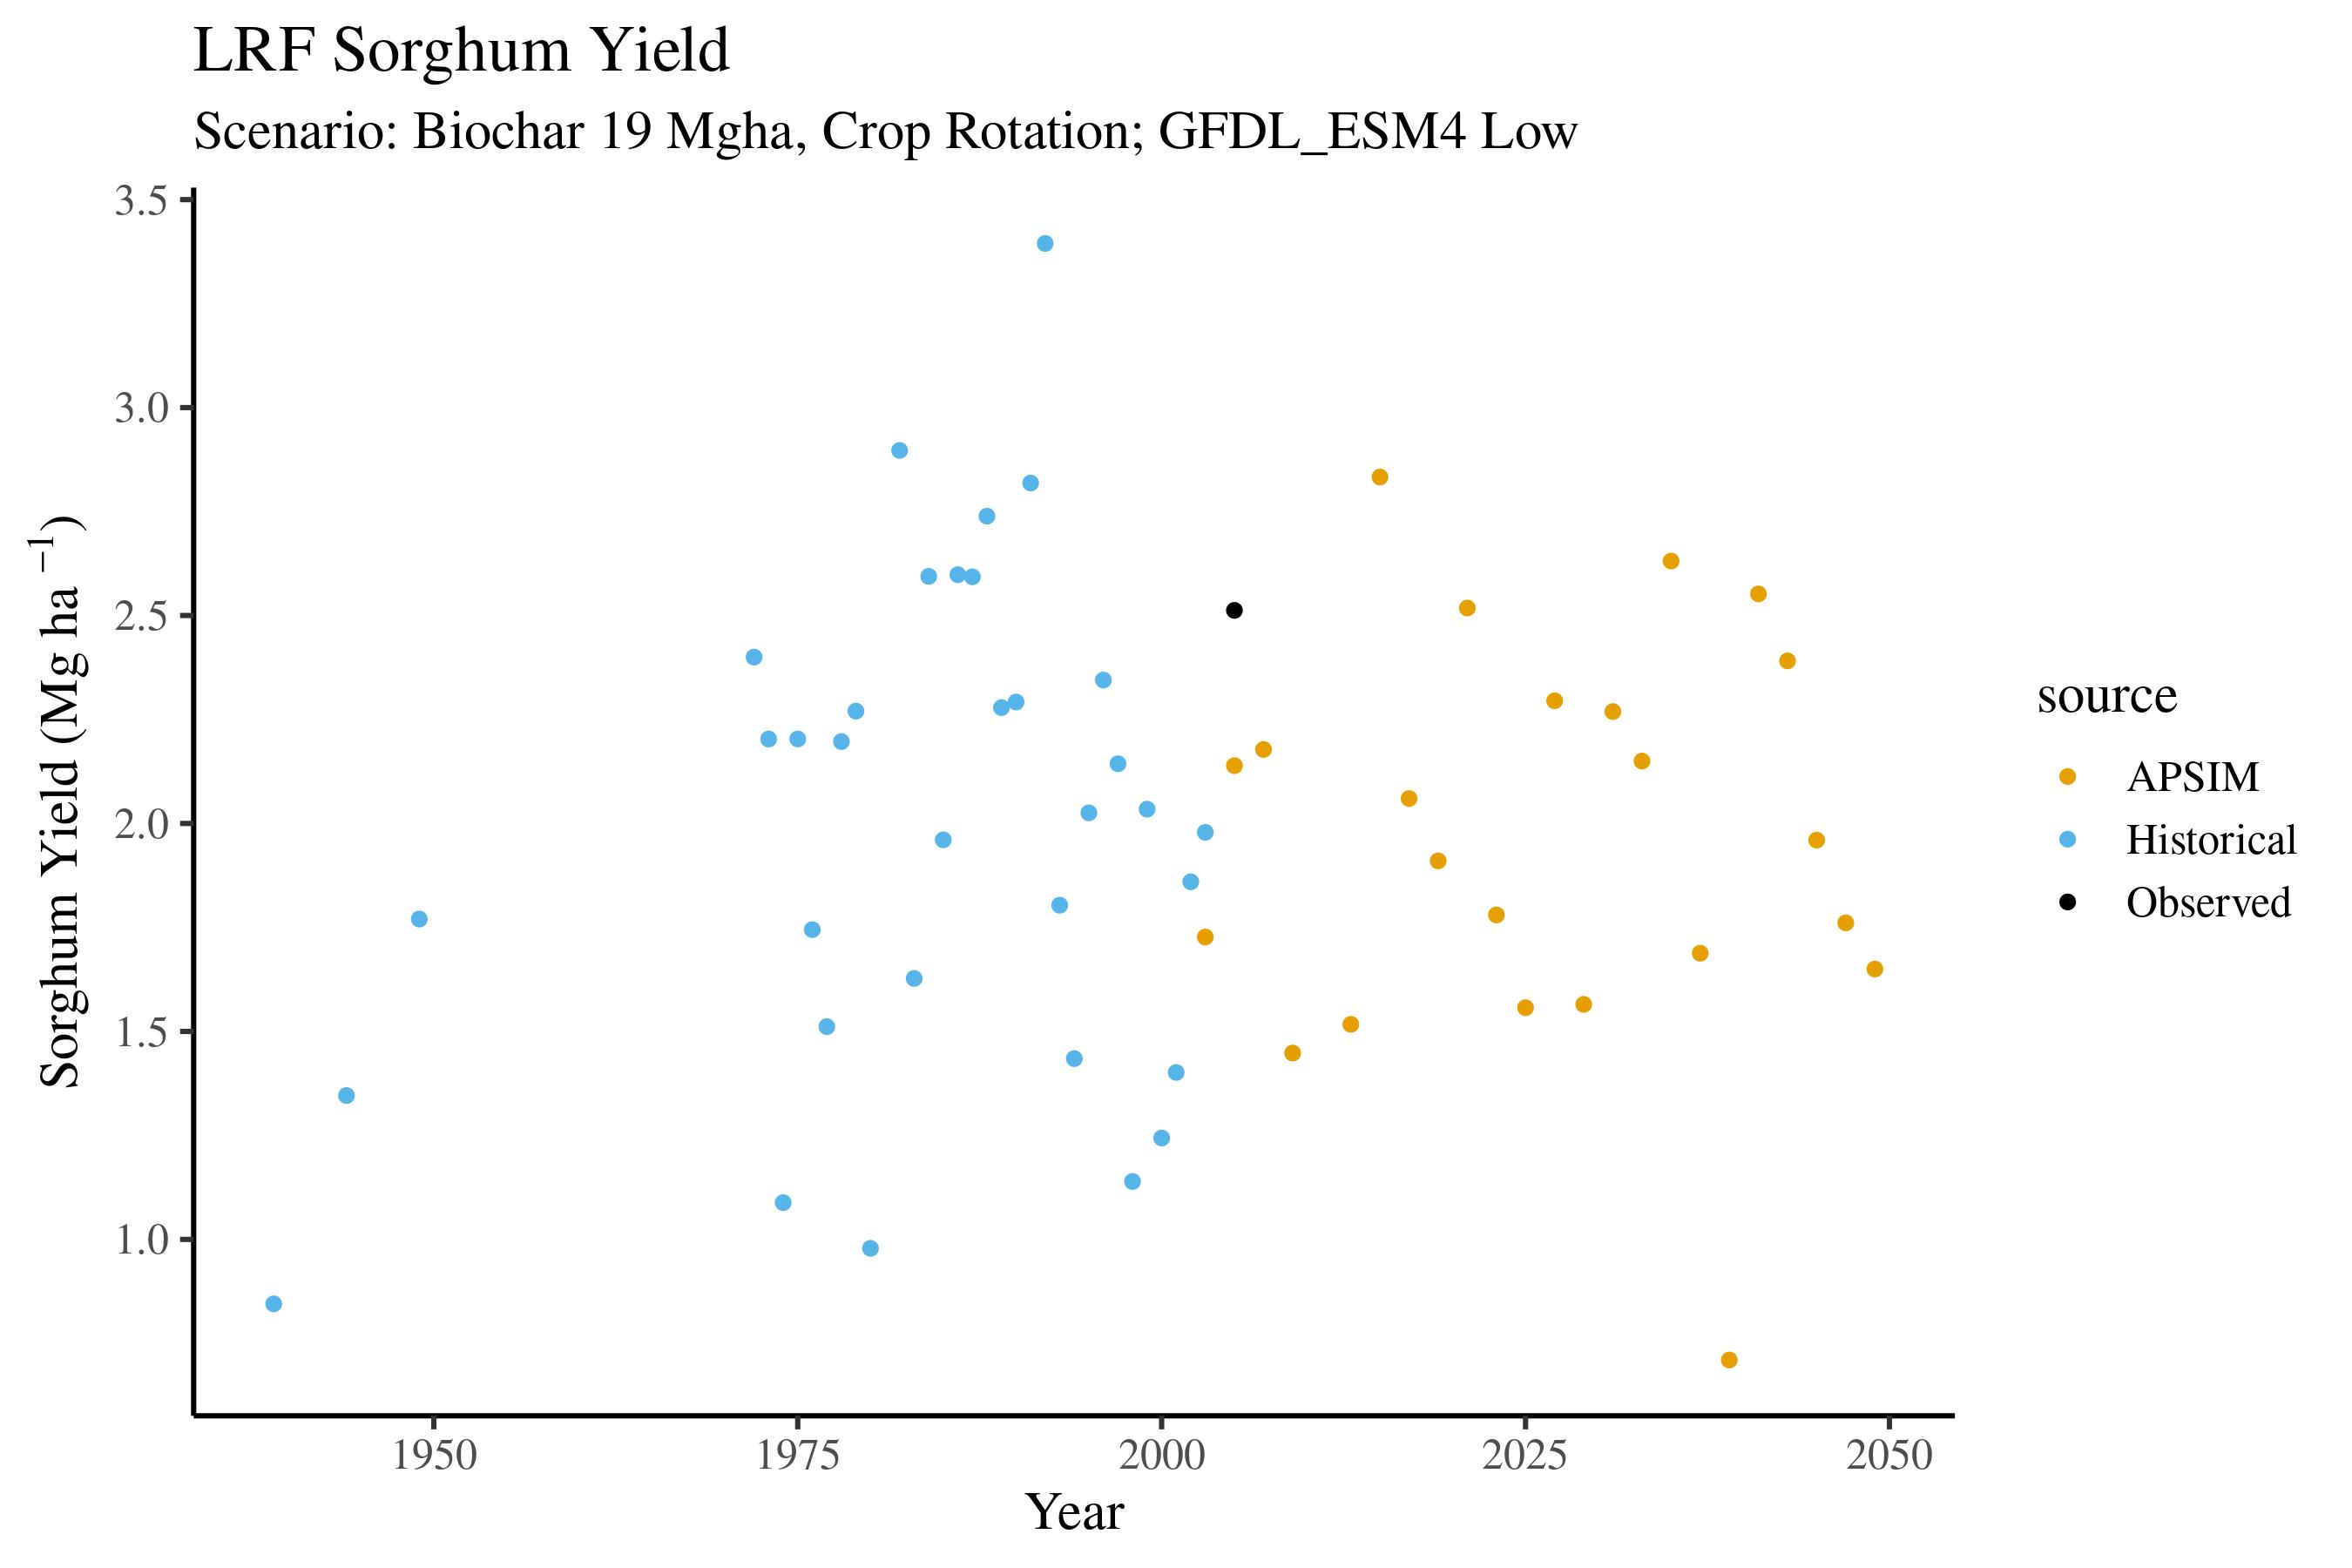 LRF Sorghum Yield
Scenario: Biochar 19 Mgha, Crop Rotation; GFDL_ESM4 Low
Sorghum Yield (Mg ha −1)
3.5
3.0
2.5
2.0
1.5
1.0
1950 1975 2000 2025 2050
Year
source
APSIM
Historical
Observed